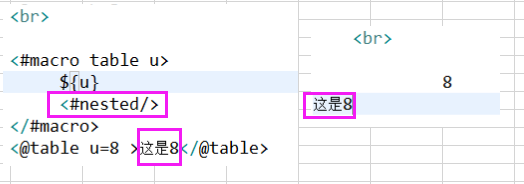 <br>
<#macro table u>
${u}
<#nested/>
</#macro>
<@table u=8 >这是8</@table>
<br>
8
这是8